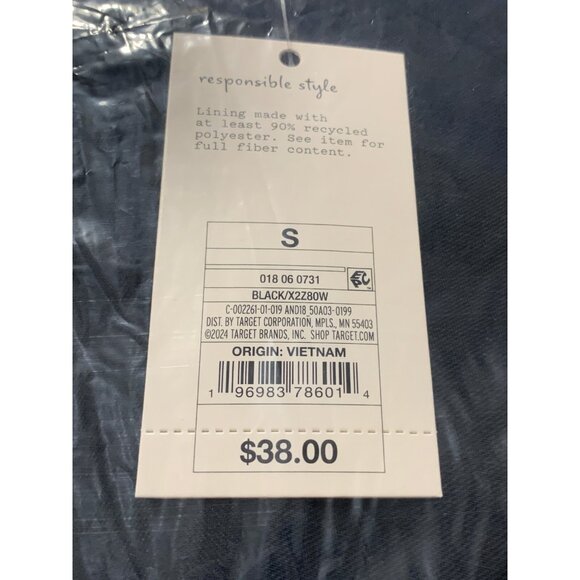 responsible style
Lining made with
at least 90% recycled
polyester. See item for
full fiber content.
S
018 06 0731
EPC
BLACK/X2Z80W
C-002261-01-019 AND18_50A03-0199
DIST. BY TARGET CORPORATION, MPLS., MN 55403
©2024 TARGET BRANDS, INC. SHOP TARGET.COM
ORIGIN: VIETNAM
1 96983 78601 4
$38.00